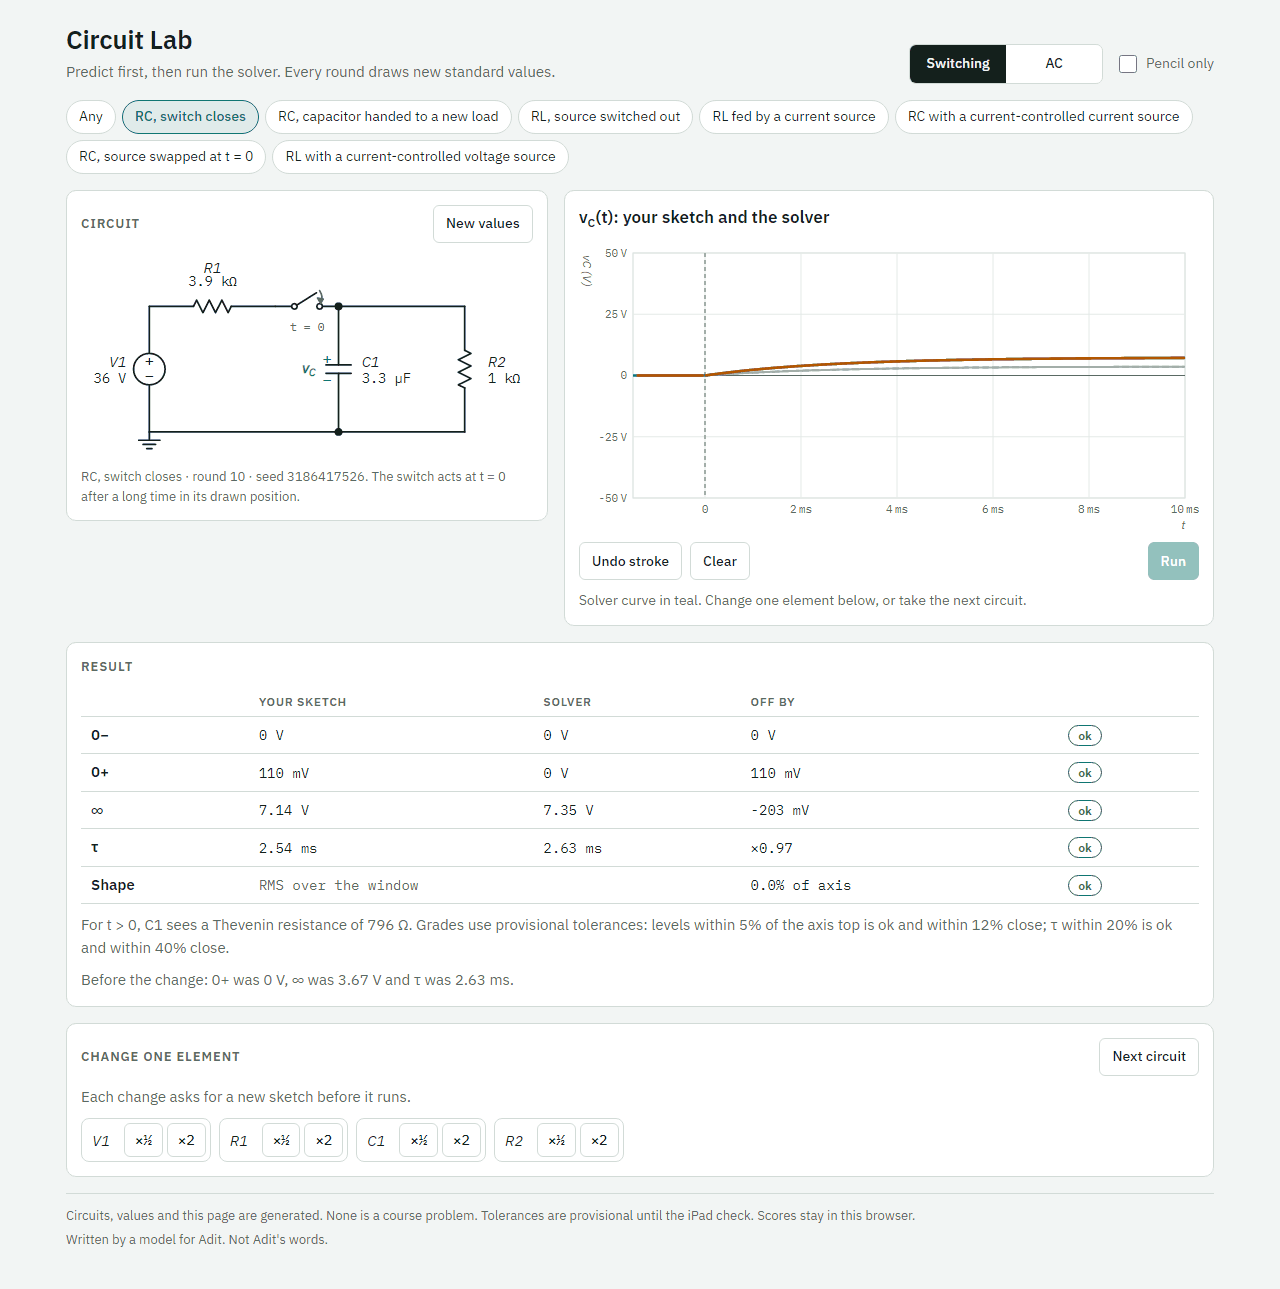 Circuit Lab
Predict first, then run the solver. Every round draws new standard values.
Switching AC Pencil only
Any RC, switch closes RC, capacitor handed to a new load RL, source switched out RL fed by a current source RC with a current-controlled current source
RC, source swapped at t = 0 RL with a current-controlled voltage source
CIRCUIT
New values
R1
3.9 kΩ
t = 0
V1
36 V
+
−
vC
+
−
C1
3.3 µF
R2
1 kΩ
RC, switch closes · round 10 · seed 3186417526. The switch acts at t = 0
after a long time in its drawn position.
vC(t): your sketch and the solver
vC (V)
50 V
25 V
0
-25 V
-50 V
0 2 ms 4 ms 6 ms 8 ms 10 ms
t
Undo stroke Clear Run
Solver curve in teal. Change one element below, or take the next circuit.
RESULT
YOUR SKETCH SOLVER OFF BY
0− 0 V 0 V 0 V ok
0+ 110 mV 0 V 110 mV ok
∞ 7.14 V 7.35 V -203 mV ok
τ 2.54 ms 2.63 ms ×0.97 ok
Shape RMS over the window 0.0% of axis ok
For t > 0, C1 sees a Thevenin resistance of 796 Ω. Grades use provisional tolerances: levels within 5% of the axis top is ok and within 12% close; τ within 20% is ok
and within 40% close.
Before the change: 0+ was 0 V, ∞ was 3.67 V and τ was 2.63 ms.
CHANGE ONE ELEMENT
Next circuit
Each change asks for a new sketch before it runs.
V1 ×½ ×2 R1 ×½ ×2 C1 ×½ ×2 R2 ×½ ×2
Circuits, values and this page are generated. None is a course problem. Tolerances are provisional until the iPad check. Scores stay in this browser.
Written by a model for Adit. Not Adit's words.